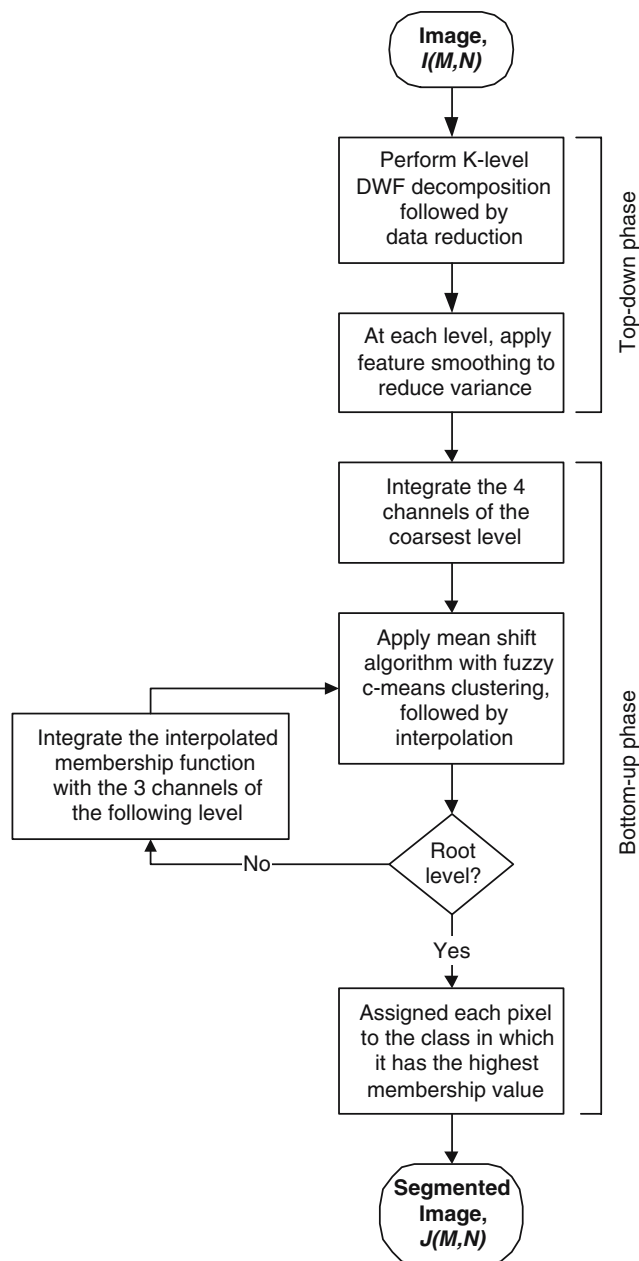 Image,
I(M,N)
Perform K-level
DWF decomposition
followed by
data reduction
At each level, apply
feature smoothing to
reduce variance
Top-down phase
Integrate the 4
channels of the
coarsest level
Apply mean shift
algorithm with fuzzy
c-means clustering,
followed by
interpolation
Integrate the interpolated
membership function
with the 3 channels of
the following level
Root
level?
No
Yes
Assigned each pixel
to the class in which
it has the highest
membership value
Bottom-up phase
Segmented
Image,
J(M,N)